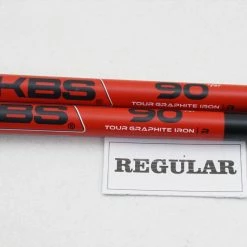 KBS 90
TOUR GRAPHITE IRON | R
KBS® 90
TOUR GRAPHITE IRON | R
REGULAR